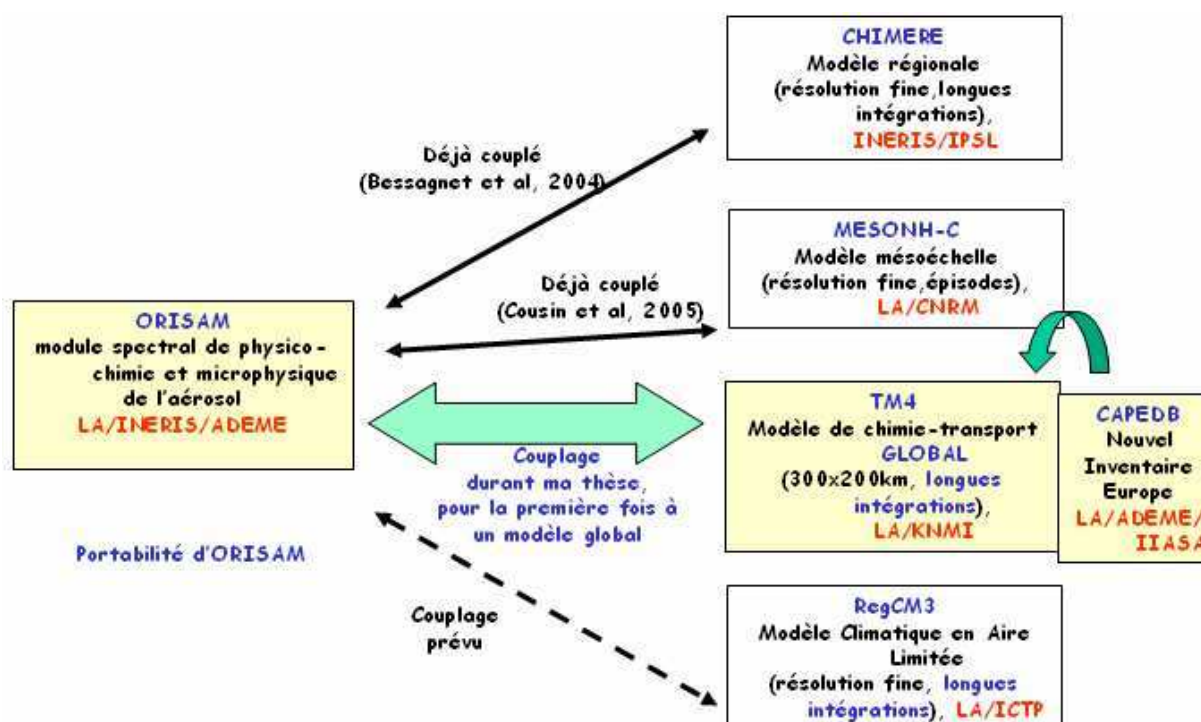 CHIMERE
Modèle régionale
(résolution fine,longues
intégrations),
INERIS/IPSL
Déjà couplé
(Bessagnet et al, 2004)
MESONH-C
Modèle mésoéchelle
(résolution fine,épisodes),
LA/CNRM
Déjà couplé
(Cousin et al, 2005)
ORISAM
module spectral de physico-
chimie et microphysique
de l'aérosol
LA/INERIS/ADEME
TM4
Modèle de chimie-transport
GLOBAL
(300x200km, longues
intégrations),
LA/KNMI
CAPEDB
Nouvel
Inventaire
Europe
LA/ADEME/
IIASA
Couplage
durant ma thèse,
pour la première fois à
un modèle global
Portabilité d'ORISAM
Couplage
prévu
RegCM3
Modèle Climatique en Aire
Limitée
(résolution fine, longues
intégrations), LA/ICTP